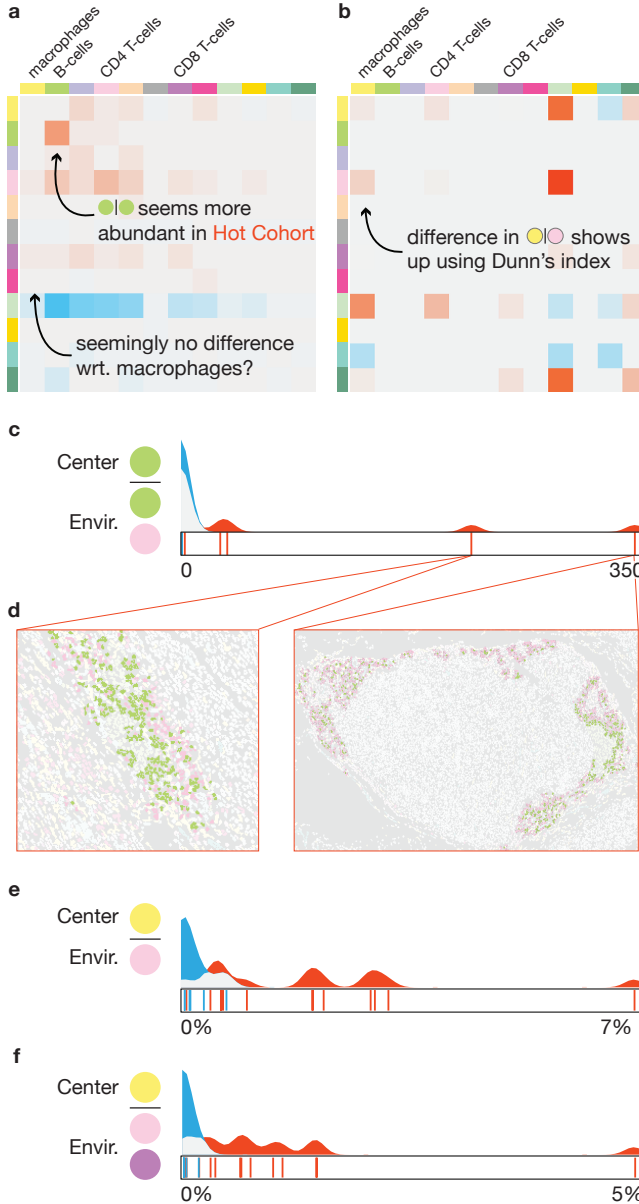 a
b
macrophages
B-cells
CD4 T-cells
CD8 T-cells
macrophages
B-cells
CD4 T-cells
CD8 T-cells
seems more
abundant in Hot Cohort
difference in | shows
up using Dunn's index
seemingly no difference
wrt. macrophages?
c
Center
Envir.
0
350
d
e
Center
Envir.
0%
7%
f
Center
Envir.
0%
5%